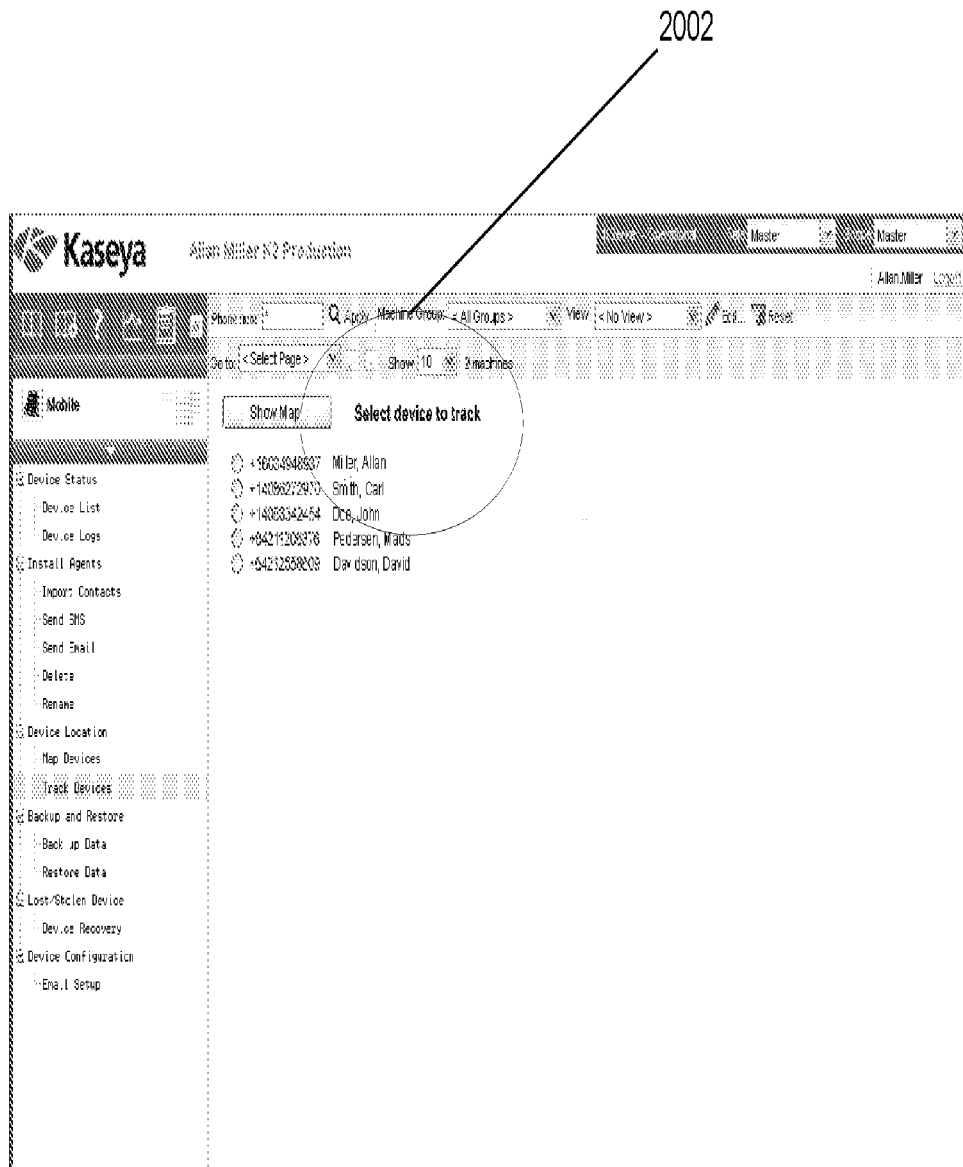 2002
Kaseya
Allan Miller K2 Production
Master
Master
Allan.Miller
*
Apply
Machine Group:
< All Groups >
View
< No View >
Edit...
Reset
Go to:
< Select Page >
Show
10
2 machines
Mobile
Show Map
Select device to track
Miller, Allan
Smith, Carl
Doe, John
Pedersen, Mads
Davidson, David
Device Status
Device List
Device Logs
Install Agents
Import Contacts
Send SMS
Send Email
Delete
Rename
Device Location
Map Devices
Track Devices
Backup and Restore
Back up Data
Restore Data
Lost/Stolen Device
Device Recovery
Device Configuration
Email Setup